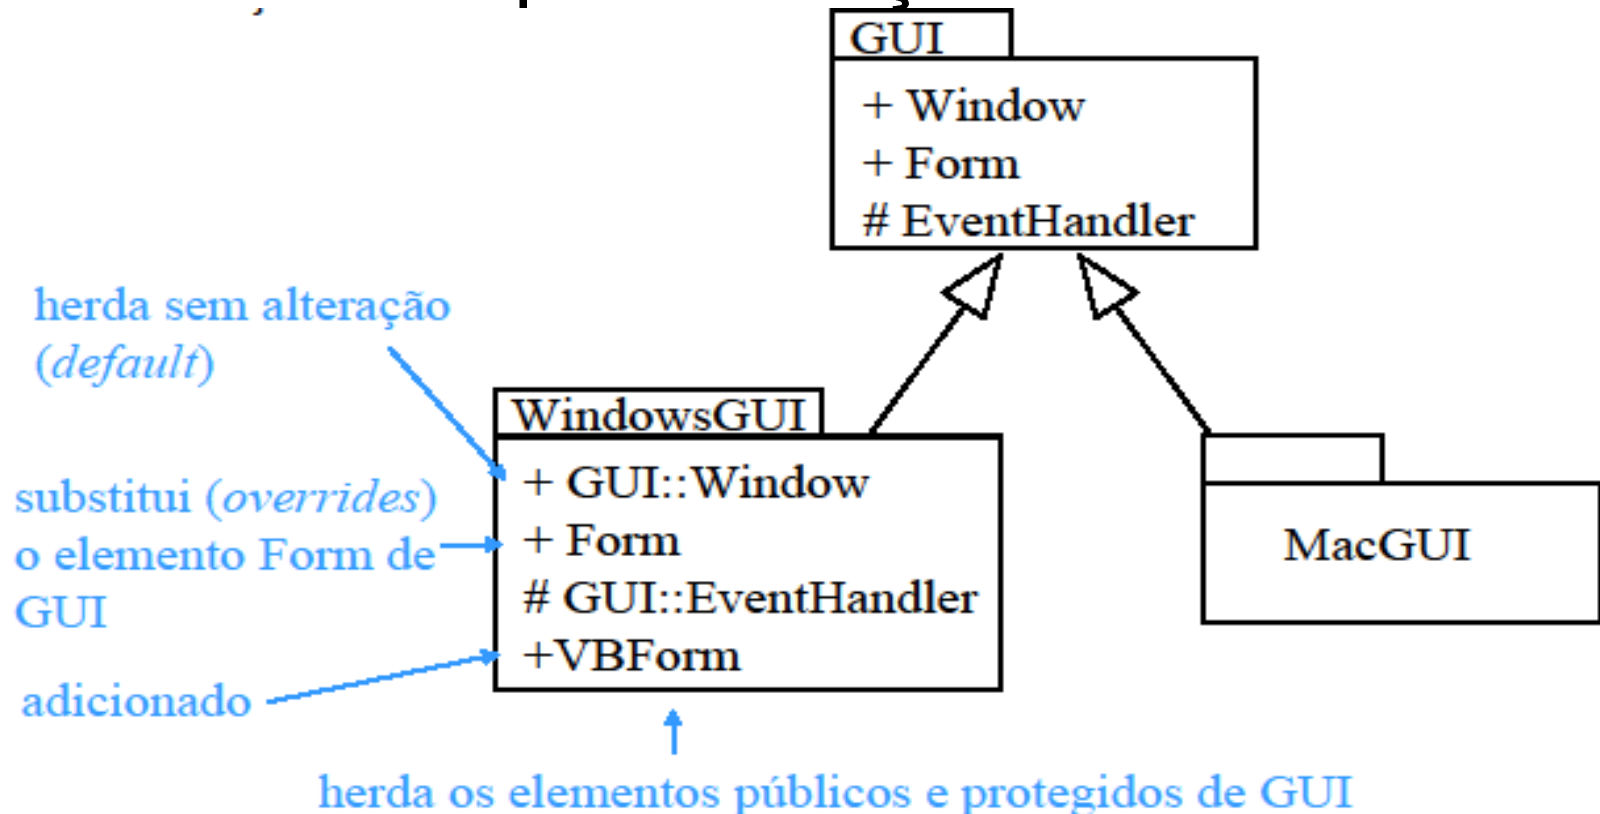 GUI
+ Window
+ Form
# EventHandler
herda sem alteração
(default)
WindowsGUI
+ GUI::Window
substitui (overrides)
o elemento Form de
GUI
+ Form
# GUI::EventHandler
+VBForm
MacGUI
adicionado
herda os elementos públicos e protegidos de GUI